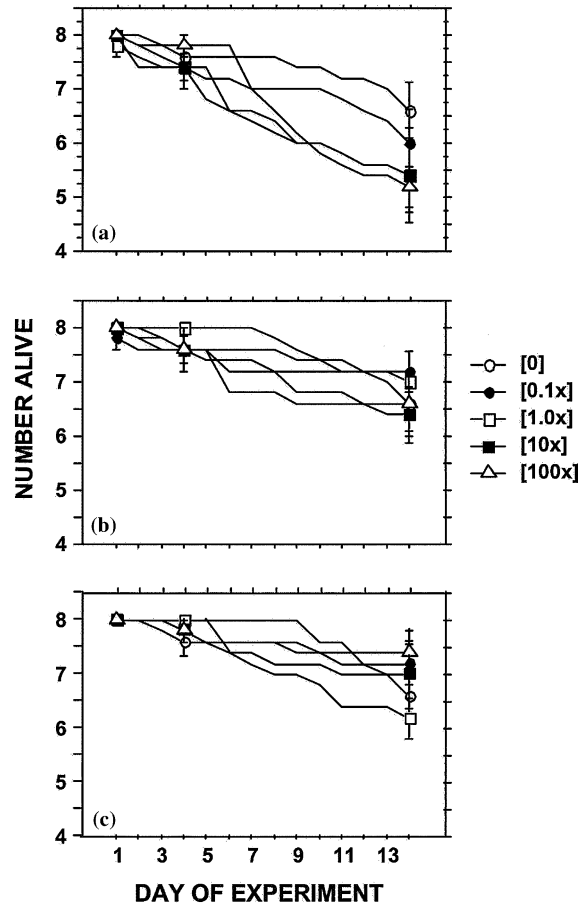 8
7
6
5
4
(a)
8
7
6
5
4
(b)
NUMBER ALIVE
[0]
[0.1x]
[1.0x]
[10x]
[100x]
8
7
6
5
4
(c)
1 3 5 7 9 11 13
DAY OF EXPERIMENT